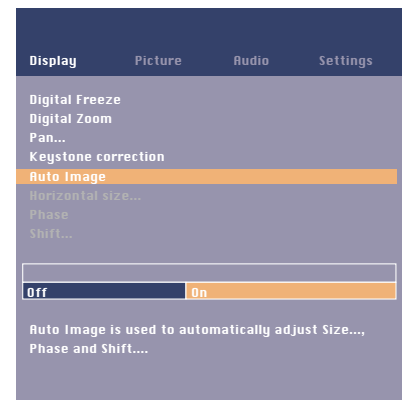 Display Picture Audio Settings
Digital Freeze
Digital Zoom
Pan...
Keystone correction
Auto Image
Horizontal size...
Phase
Shift...
Off On
Auto Image is used to automatically adjust Size...,
Phase and Shift....